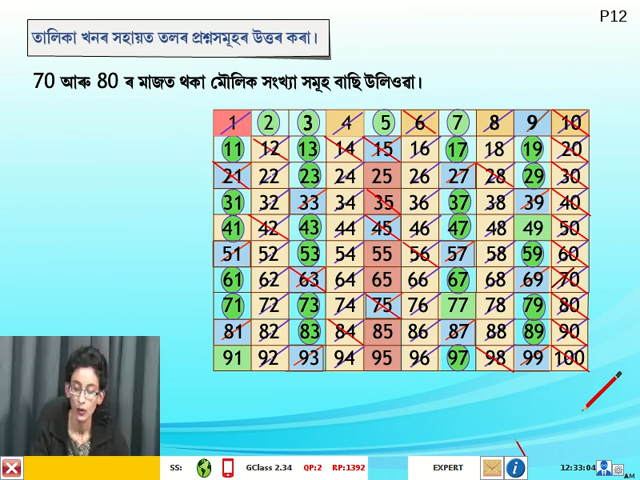 P12
তালিকা খনৰ সহায়ত তলৰ প্ৰশ্নসমূহৰ উত্তৰ কৰা।
70 আৰু 80 ৰ মাজত থকা মৌলিক সংখ্যা সমূহ বাছি উলিওৱা।
1 2 3 4 5 6 7 8 9 10
11 12 13 14 15 16 17 18 19 20
21 22 23 24 25 26 27 28 29 30
31 32 33 34 35 36 37 38 39 40
41 42 43 44 45 46 47 48 49 50
51 52 53 54 55 56 57 58 59 60
61 62 63 64 65 66 67 68 69 70
71 72 73 74 75 76 77 78 79 80
81 82 83 84 85 86 87 88 89 90
91 92 93 94 95 96 97 98 99 100
SS: GClass 2.34 QP:2 RP:1392 EXPERT 12:33:04 AM